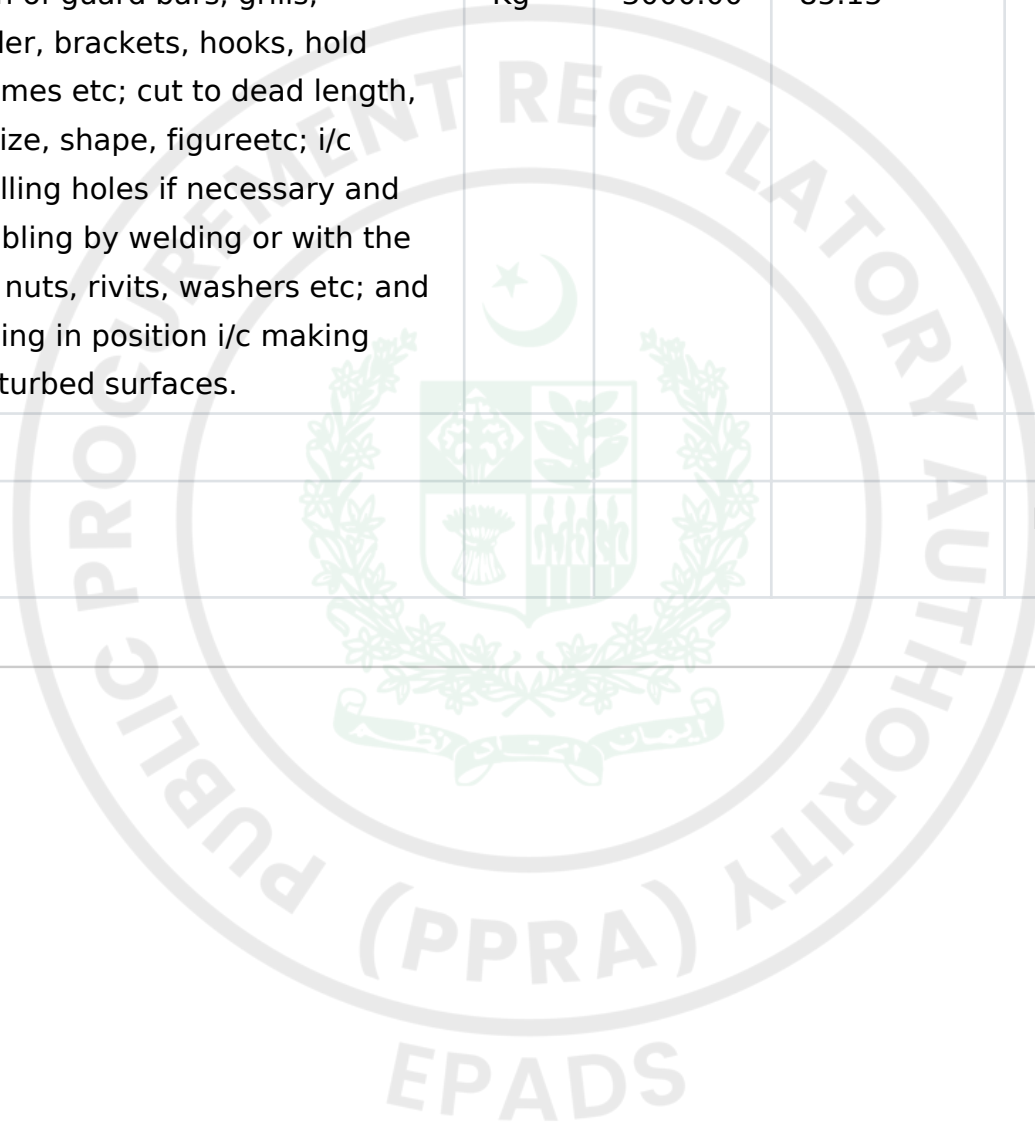 of guard bars, grills, Kg
ler, brackets, hooks, hold
mes etc; cut to dead length,
ize, shape, figureetc; i/c
lling holes if necessary and
bling by welding or with the
nuts, rivits, washers etc; and
ing in position i/c making
turbed surfaces.
PUBLIC PROCUREMENT REGULATORY AUTHORITY
(PPRA)
EPADS